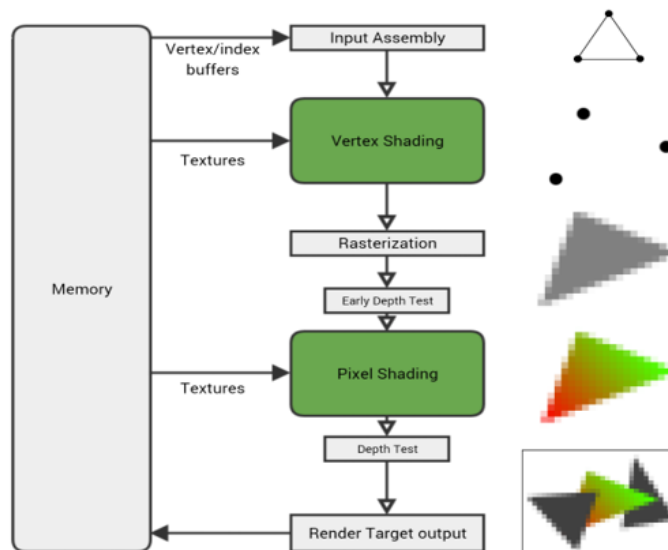 Input Assembly
Vertex/index
buffers
Vertex Shading
Textures
Rasterization
Memory
Early Depth Test
Pixel Shading
Textures
Depth Test
Render Target output